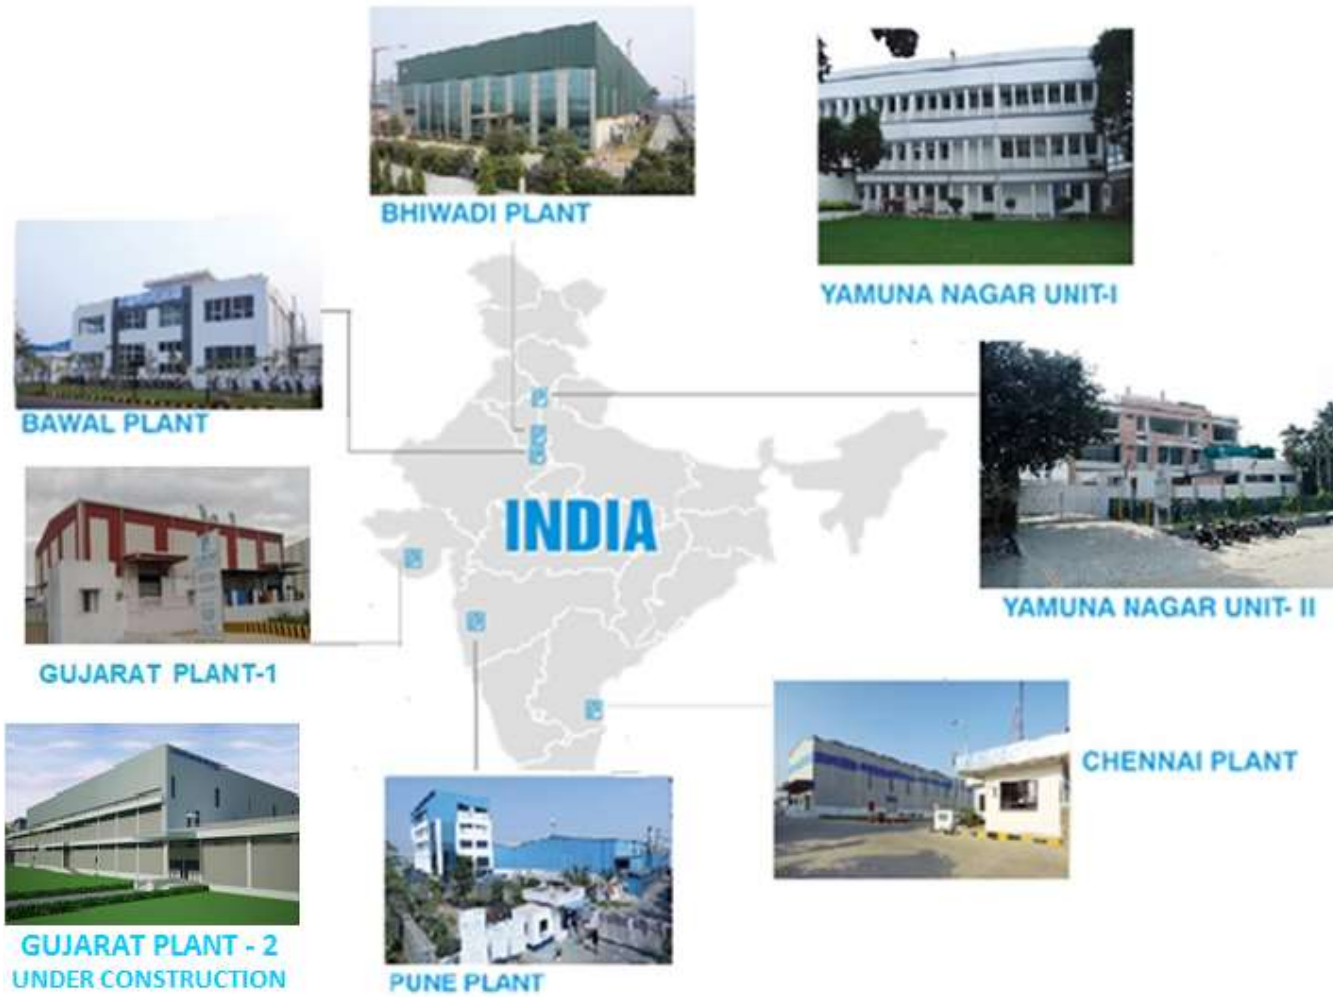 BHIWADI PLANT
YAMUNA NAGAR UNIT-I
BAWAL PLANT
INDIA
YAMUNA NAGAR UNIT- II
GUJARAT PLANT-1
CHENNAI PLANT
GUJARAT PLANT - 2
UNDER CONSTRUCTION
PUNE PLANT